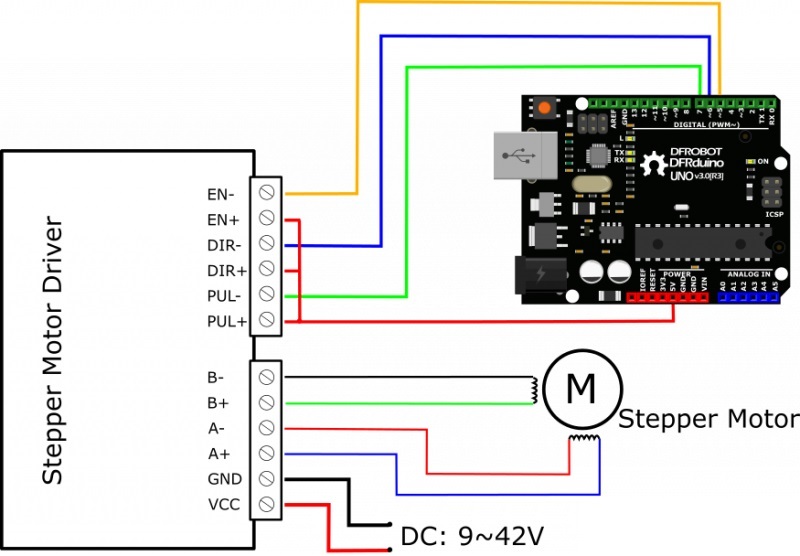 Stepper Motor Driver
EN-
EN+
DIR-
DIR+
PUL-
PUL+
B-
B+
A-
A+
GND
VCC
DC: 9~42V
M
Stepper Motor
AREF
GND
13
12
~11
~10
~9
8
7
~6
~5
4
~3
2
TX 1
RX 0
DIGITAL (PWM~)
L
TX
RX
DFROBOT
DFRduino
UNO v3.0[R3]
ON
ICSP
POWER
ANALOG IN
IOREF
RESET
3V3
5V
GND
GND
VIN
A0
A1
A2
A3
A4
A5